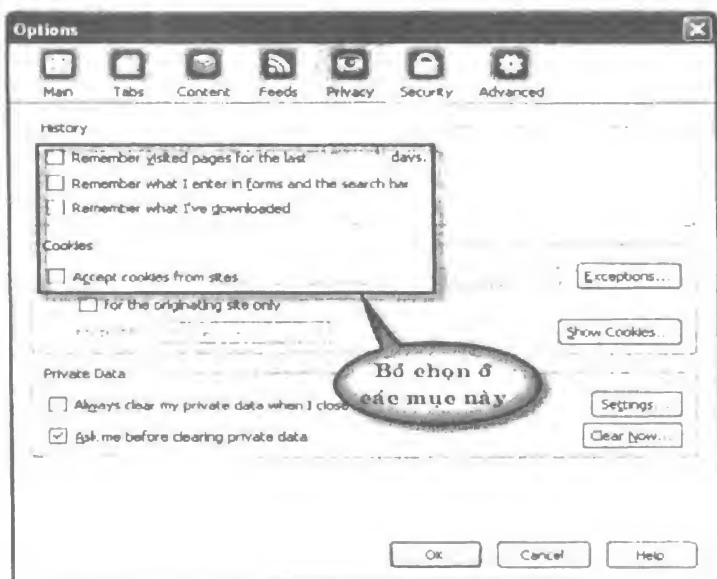 Options
Main Tabs Content Feeds Privacy Security Advanced
History
Remember visited pages for the last days.
Remember what I enter in forms and the search bar
Remember what I've downloaded
Cookies
Accept cookies from sites
Exceptions...
for the originating site only
Show Cookies...
Bỏ chọn ở
các mục này
Private Data
Always clear my private data when I close
Settings...
Ask me before clearing private data
Clear Now...
OK Cancel Help